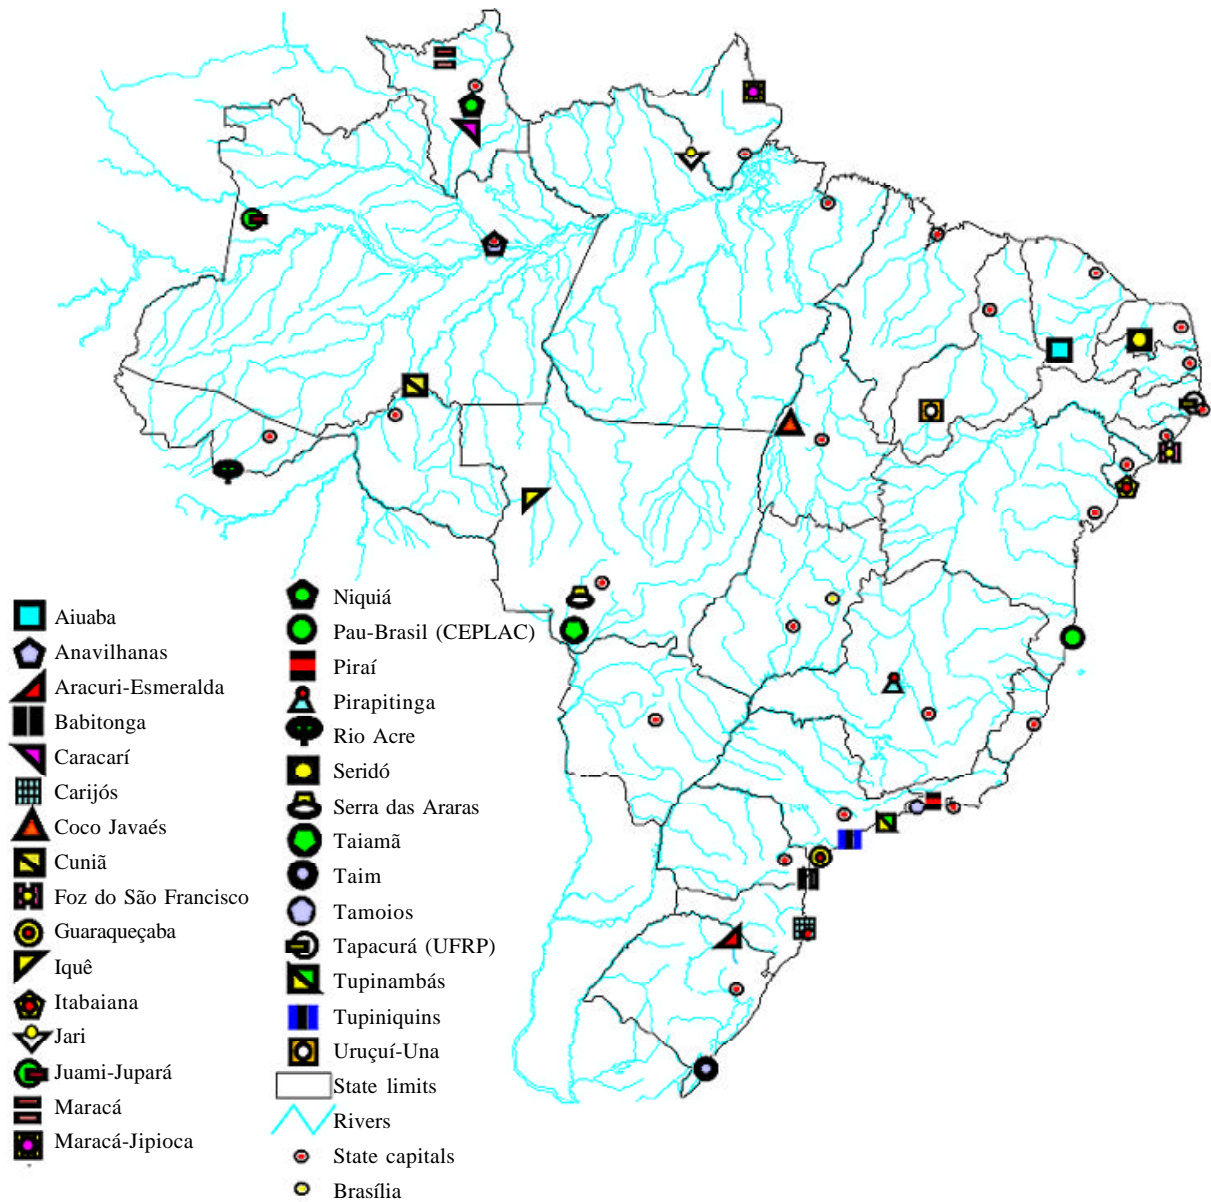 Aiuaba
Anavilhanas
Aracuri-Esmeralda
Babitonga
Caracarí
Carijós
Coco Javaés
Cuniã
Foz do São Francisco
Guaraqueçaba
Iquê
Itabaiana
Jari
Juami-Jupará
Maracá
Maracá-Jipioca
Niquiá
Pau-Brasil (CEPLAC)
Piraí
Pirapitinga
Rio Acre
Seridó
Serra das Araras
Taiamã
Taim
Tamoios
Tapacurá (UFRP)
Tupinambás
Tupiniquins
Uruçuí-Una
State limits
Rivers
State capitals
Brasília